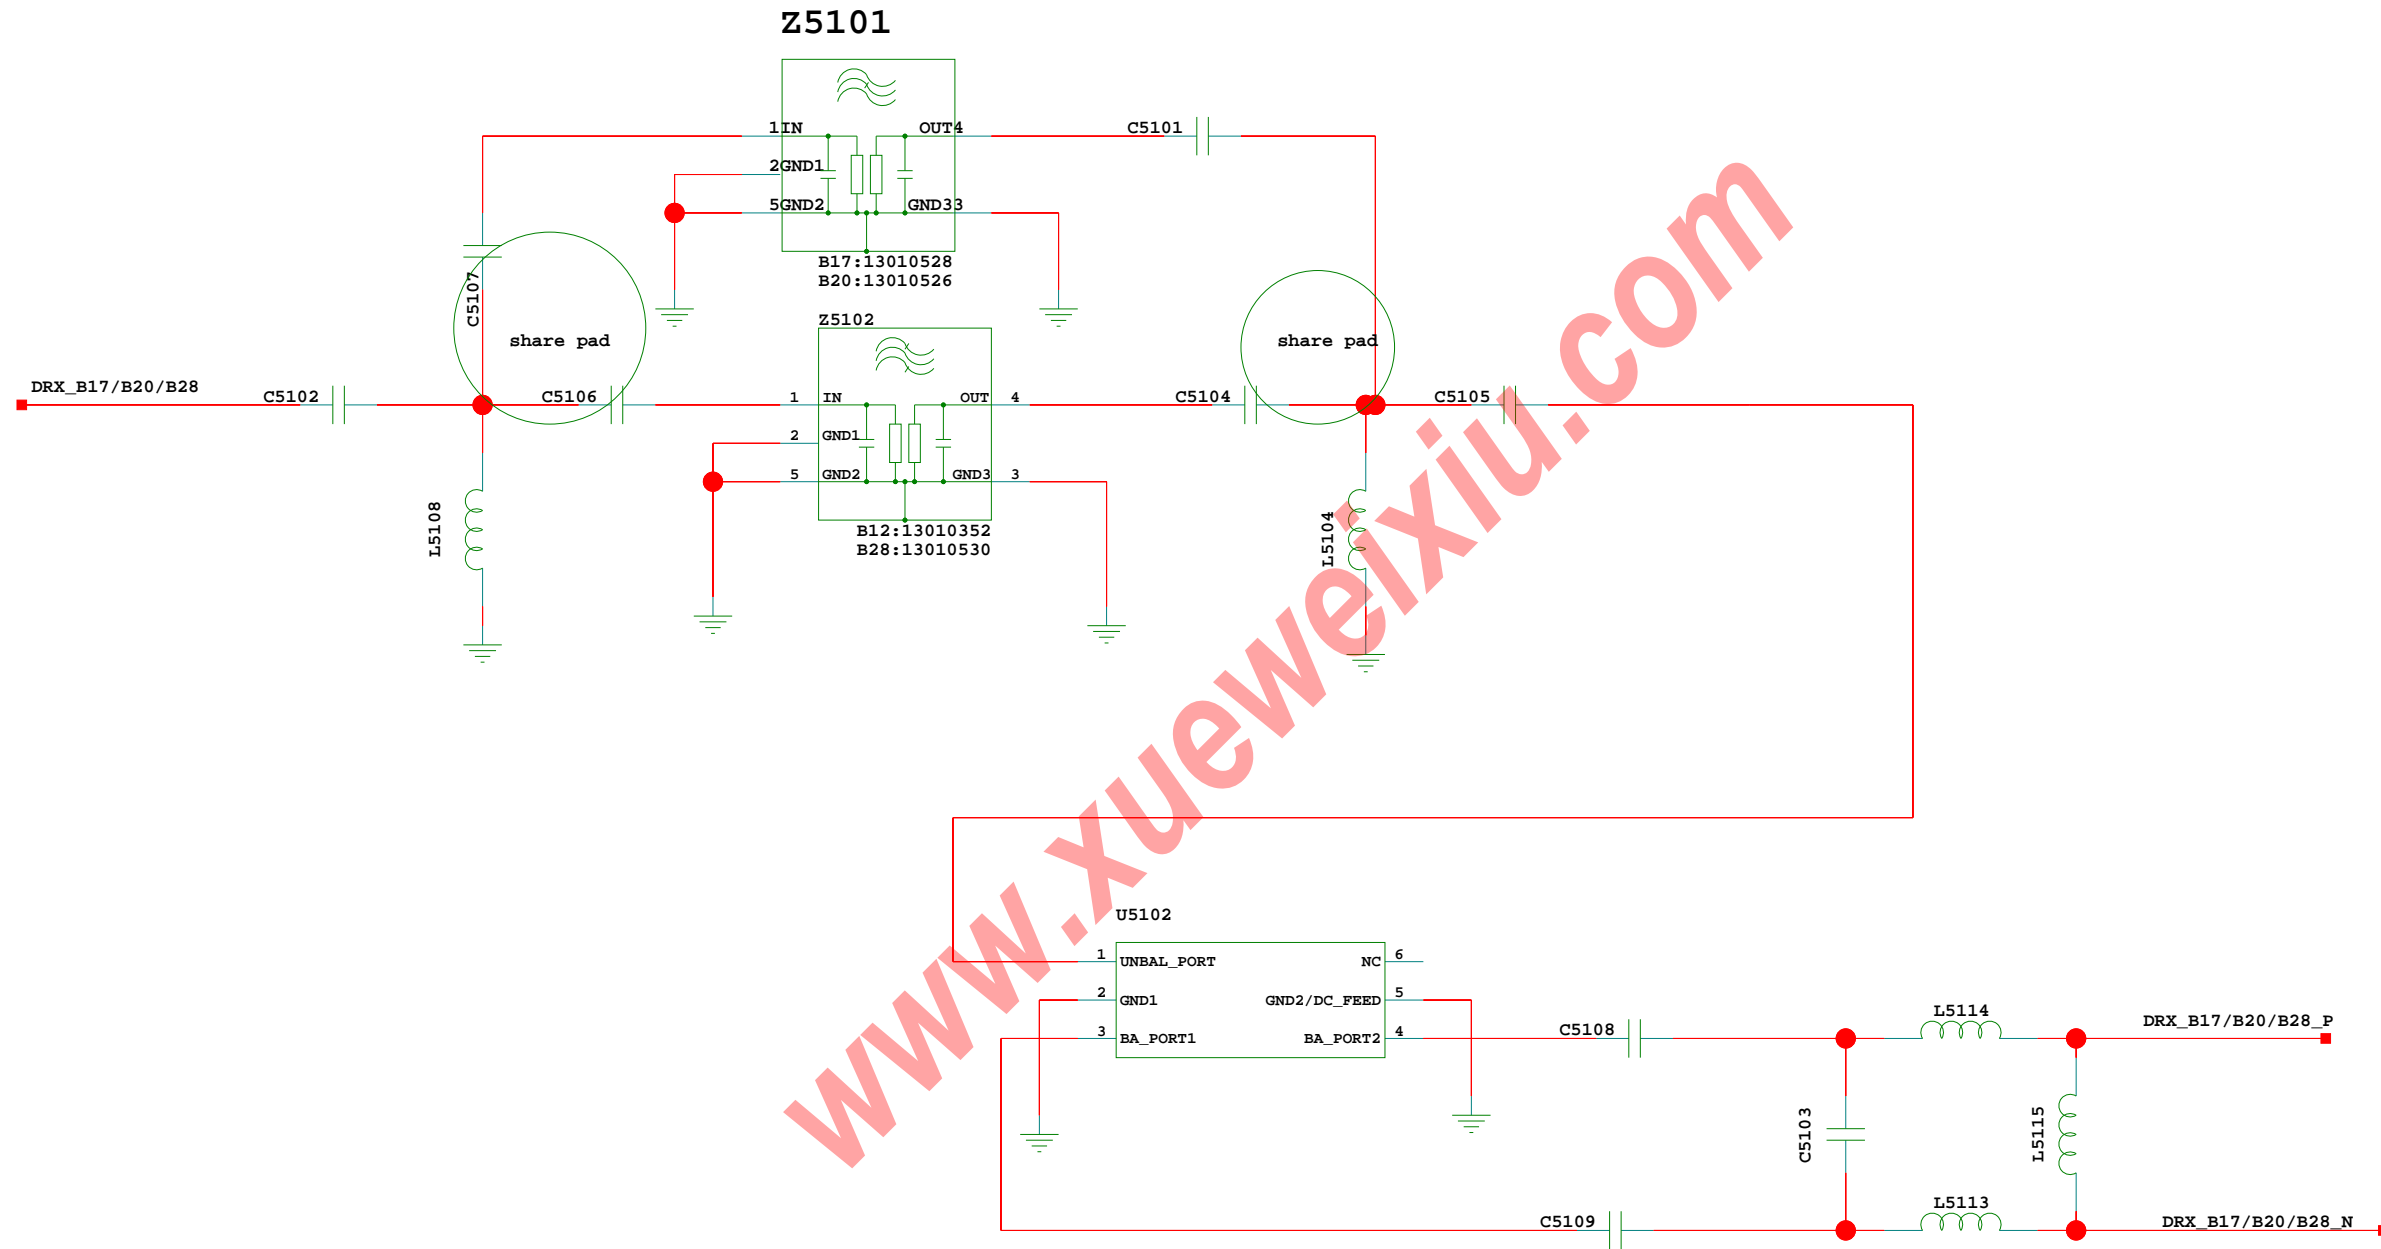 Z5101
1IN
OUT4
C5101
2GND1
5GND2
GND33
B17:13010528
B20:13010526
C5107
share pad
Z5102
share pad
DRX_B17/B20/B28
C5102
C5106
1
IN
OUT
4
C5104
C5105
2
GND1
5
GND2
GND3
3
B12:13010352
B28:13010530
L5108
L5104
www.xueweixiu.com
U5102
1
UNBAL_PORT
NC
6
2
GND1
GND2/DC_FEED
5
3
BA_PORT1
BA_PORT2
4
C5108
L5114
DRX_B17/B20/B28_P
C5103
L5115
C5109
L5113
DRX_B17/B20/B28_N